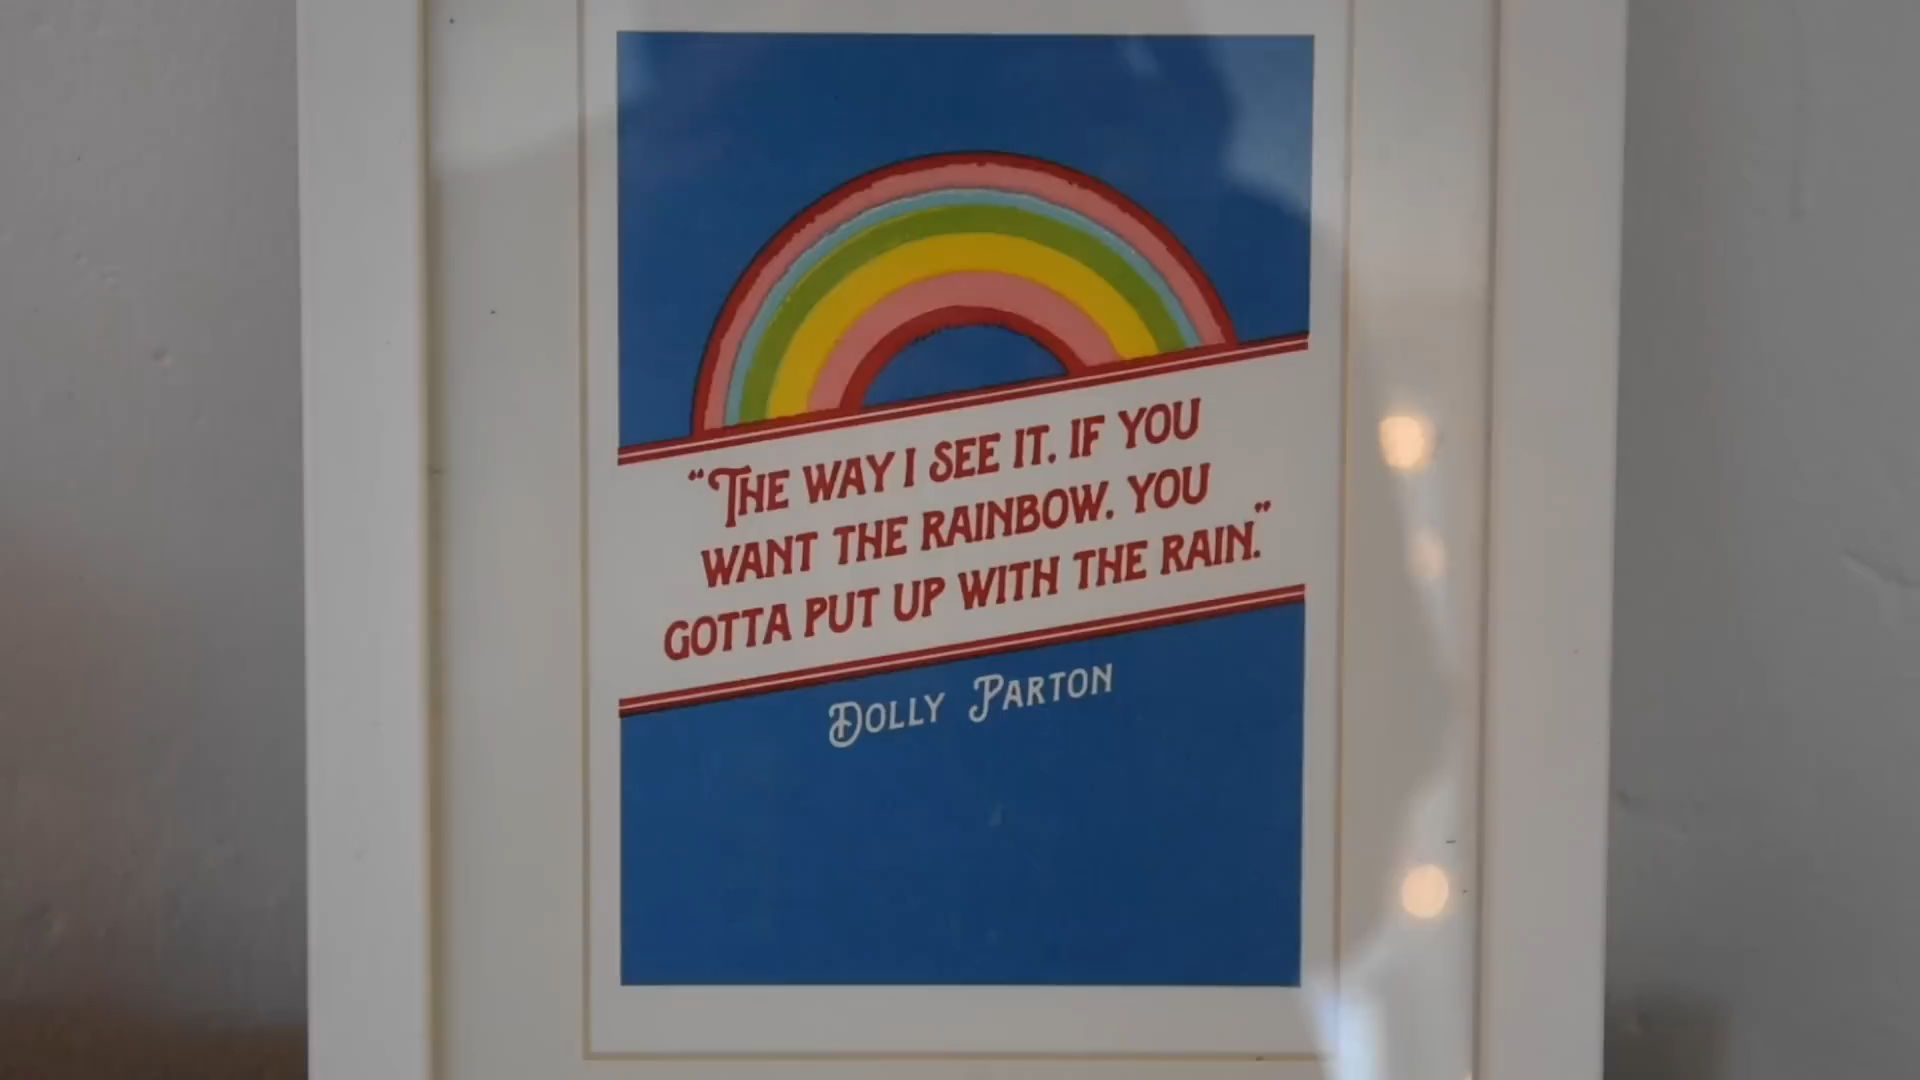 “THE WAY I SEE IT. IF YOU
WANT THE RAINBOW. YOU
GOTTA PUT UP WITH THE RAIN.”
DOLLY PARTON